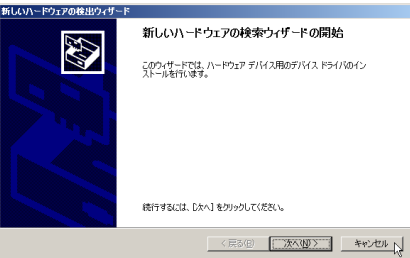 新しいハードウェアの検出ウィザード
新しいハードウェアの検索ウィザードの開始
このウィザードでは、ハードウェア デバイス用のデバイス ドライバのイン
ストールを行います。
続行するには、[次へ] をクリックしてください。
< 戻る(B) 次へ(N) > キャンセル